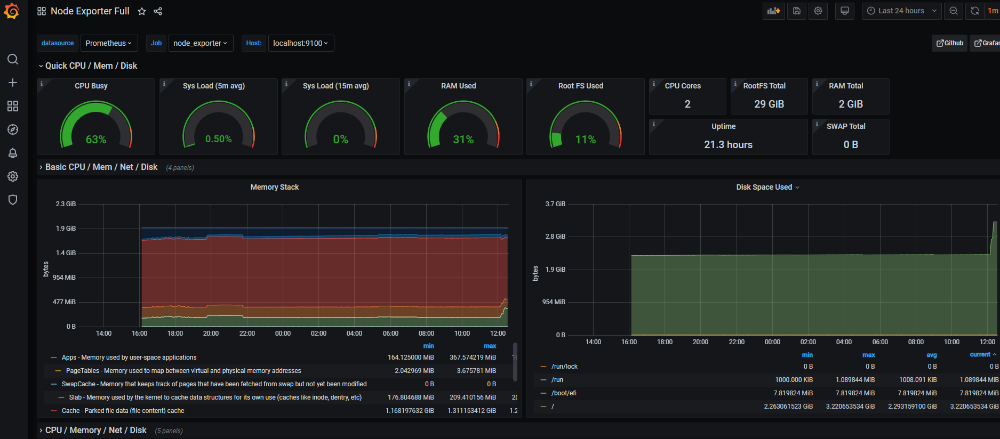 Node Exporter Full
Last 24 hours
1m
datasource Prometheus Job node_exporter Host: localhost:9100
Github
Quick CPU / Mem / Disk
CPU Busy
63%
Sys Load (5m avg)
0.50%
Sys Load (15m avg)
0%
RAM Used
31%
Root FS Used
11%
CPU Cores
2
RootFS Total
29 GiB
RAM Total
2 GiB
Uptime
21.3 hours
SWAP Total
0 B
Basic CPU / Mem / Net / Disk (4 panels)
Memory Stack
2.3 GiB
1.9 GiB
1.4 GiB
954 MiB
477 MiB
0 B
bytes
14:00 16:00 18:00 20:00 22:00 00:00 02:00 04:00 06:00 08:00 10:00 12:00
min max
Apps - Memory used by user-space applications 164.125000 MiB 367.574219 MiB
PageTables - Memory used to map between virtual and physical memory addresses 2.042969 MiB 3.675781 MiB
SwapCache - Memory that keeps track of pages that have been fetched from swap but not yet been modified 0 B 0 B
Slab - Memory used by the kernel to cache data structures for its own use (caches like inode, dentry, etc) 176.804688 MiB 209.410156 MiB 20
Cache - Parked file data (file content) cache 1.168197632 GiB 1.311153412 GiB 1.2
Disk Space Used
3.7 GiB
2.8 GiB
1.9 GiB
954 MiB
0 B
bytes
14:00 16:00 18:00 20:00 22:00 00:00 02:00 04:00 06:00 08:00 10:00 12:00
min max avg current
/run/lock 0 B 0 B 0 B 0 B
/run 1000.000 KiB 1.089844 MiB 1008.091 KiB 1.089844 MiB
/boot/efi 7.819824 MiB 7.819824 MiB 7.819824 MiB 7.819824 MiB
/ 2.263061523 GiB 3.220653534 GiB 2.293159100 GiB 3.220653534 GiB
CPU / Memory / Net / Disk (5 panels)